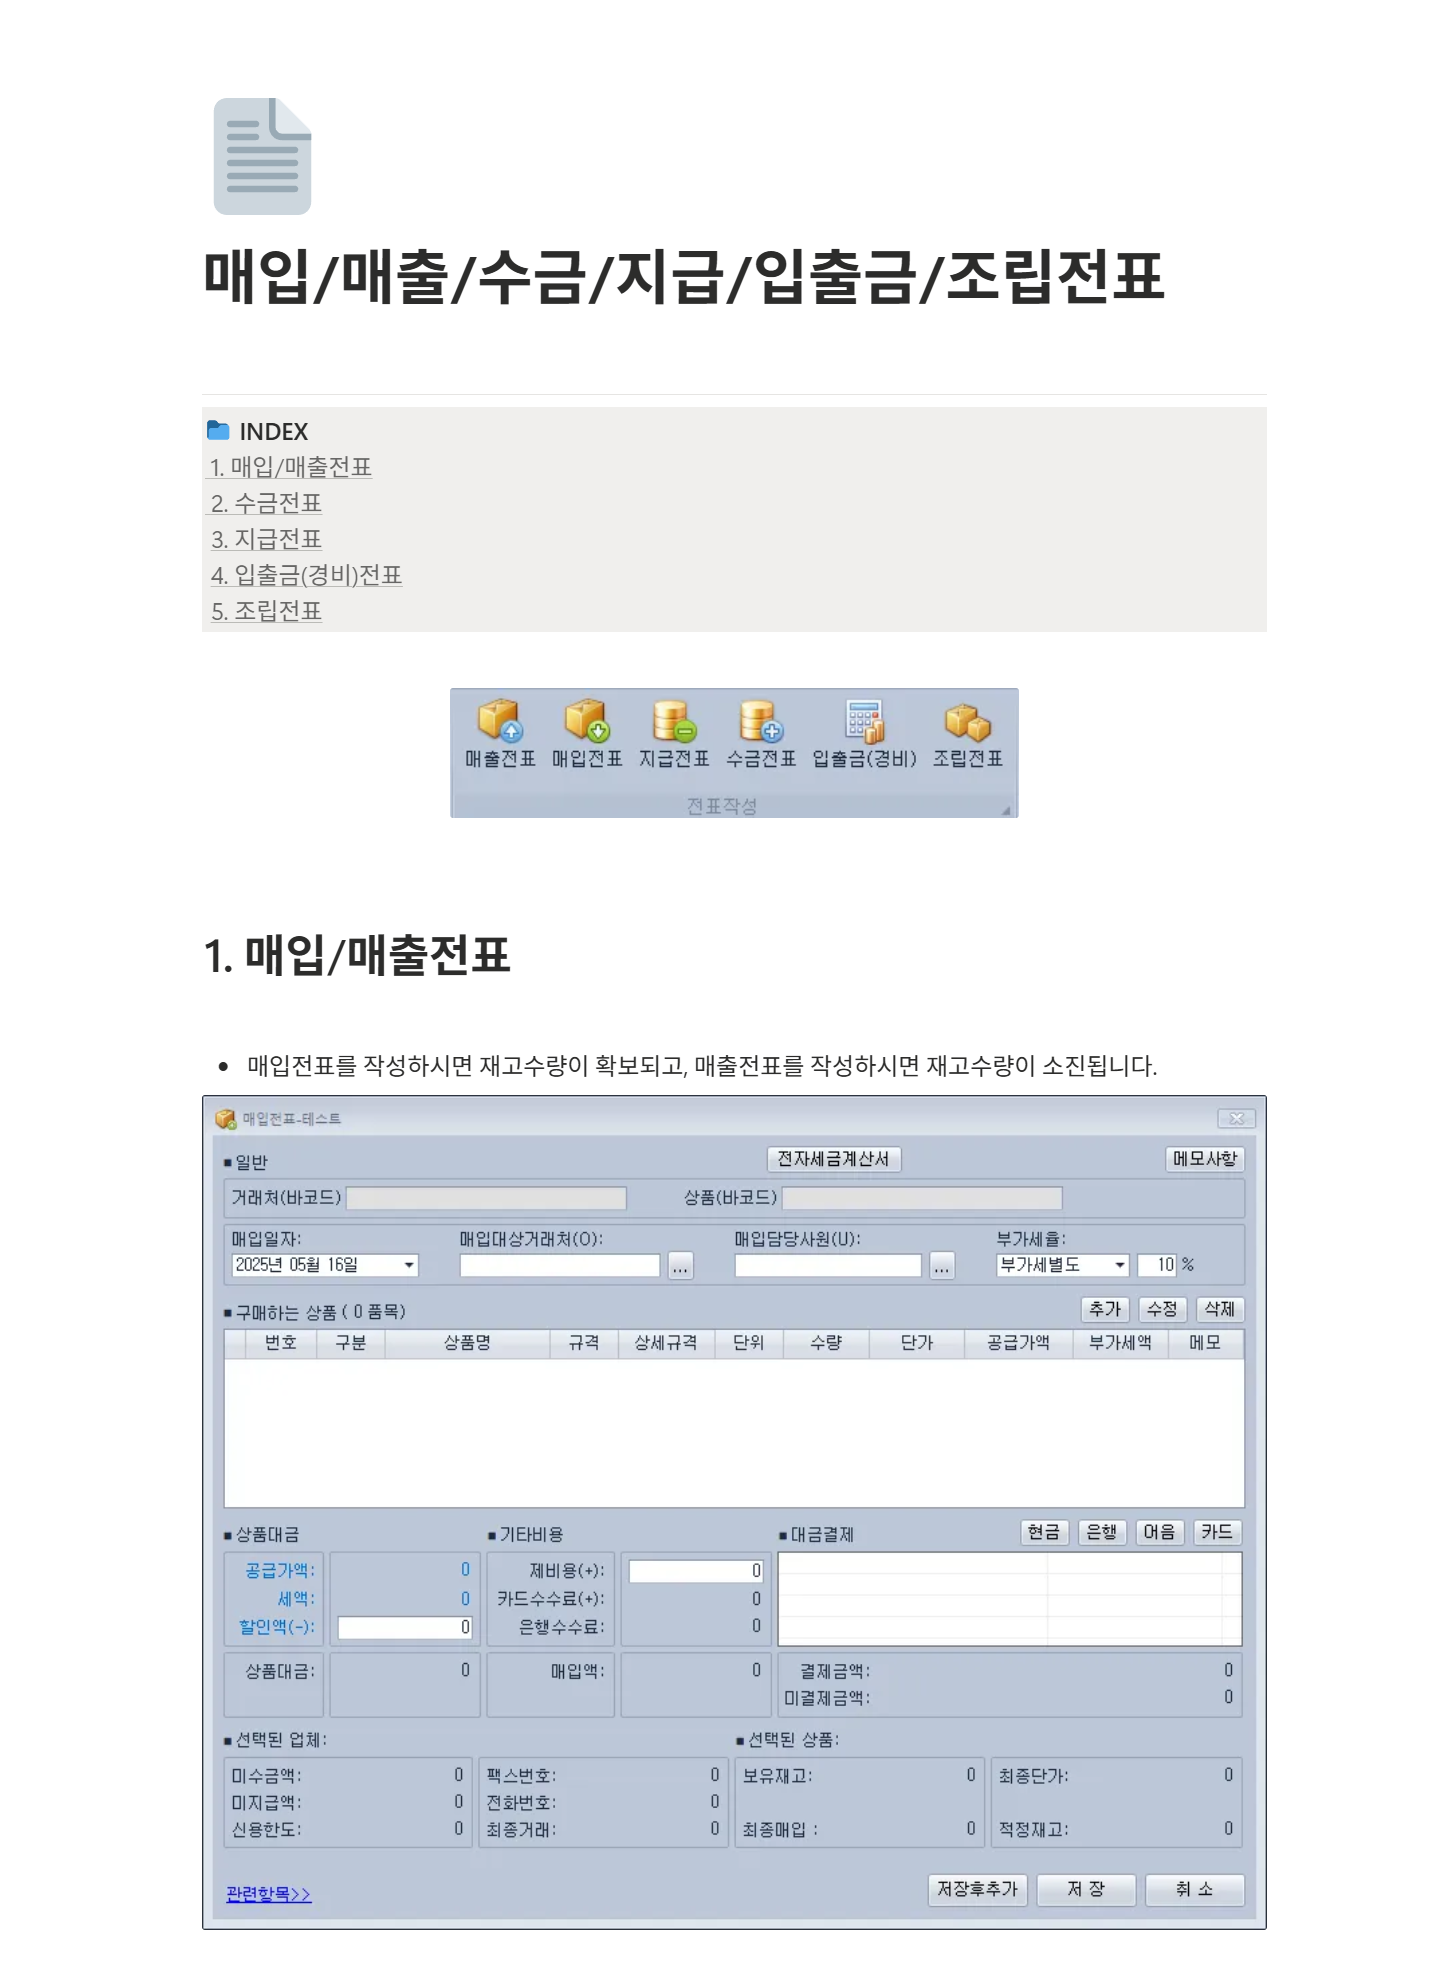 매입/매출/수금/지급/입출금/조립전표
INDEX
1. 매입/매출전표
2. 수금전표
3. 지급전표
4. 입출금(경비)전표
5. 조립전표
매출전표 매입전표 지급전표 수금전표 입출금(경비) 조립전표
전표작성
1. 매입/매출전표
• 매입전표를 작성하시면 재고수량이 확보되고, 매출전표를 작성하시면 재고수량이 소진됩니다.
매입전표-테스트
■ 일반 전자세금계산서 메모사항
거래처(바코드) 상품(바코드)
매입일자: 매입대상거래처(O): 매입담당사원(U): 부가세율:
2025년 05월 16일 ... ... 부가세별도 10 %
■ 구매하는 상품 ( 0 품목) 추가 수정 삭제
번호 구분 상품명 규격 상세규격 단위 수량 단가 공급가액 부가세액 메모
■ 상품대금 ■ 기타비용 ■ 대금결제 현금 은행 어음 카드
공급가액: 0 제비용(+): 0
세액: 0 카드수수료(+): 0
할인액(-): 0 은행수수료: 0
상품대금: 0 매입액: 0 결제금액: 0
미결제금액: 0
■ 선택된 업체: ■ 선택된 상품:
미수금액: 0 팩스번호: 0 보유재고: 0 최종단가: 0
미지급액: 0 전화번호: 0
신용한도: 0 최종거래: 0 최종매입 : 0 적정재고: 0
관련항목>> 저장후추가 저 장 취 소